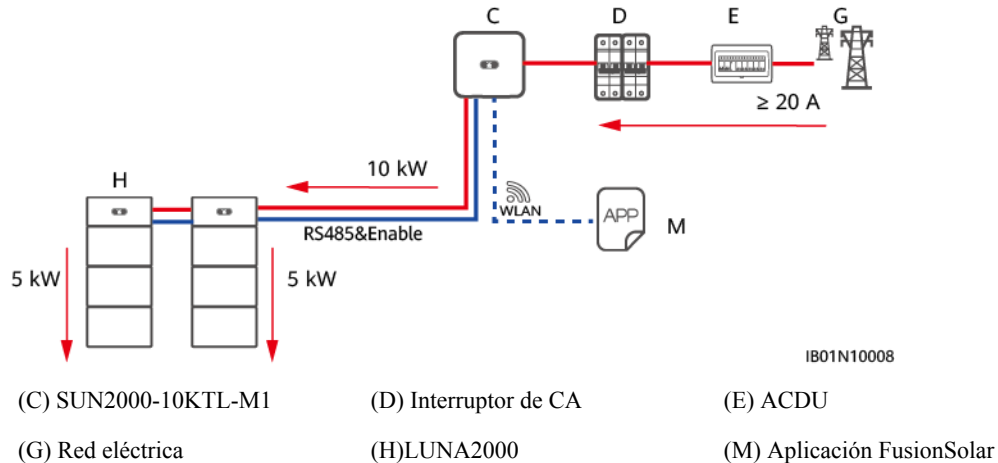 C D E G
≥ 20 A
10 kW
H
WLAN
APP
M
RS485&Enable
5 kW 5 kW
IB01N10008
(C) SUN2000-10KTL-M1 (D) Interruptor de CA (E) ACDU
(G) Red eléctrica (H)LUNA2000 (M) Aplicación FusionSolar